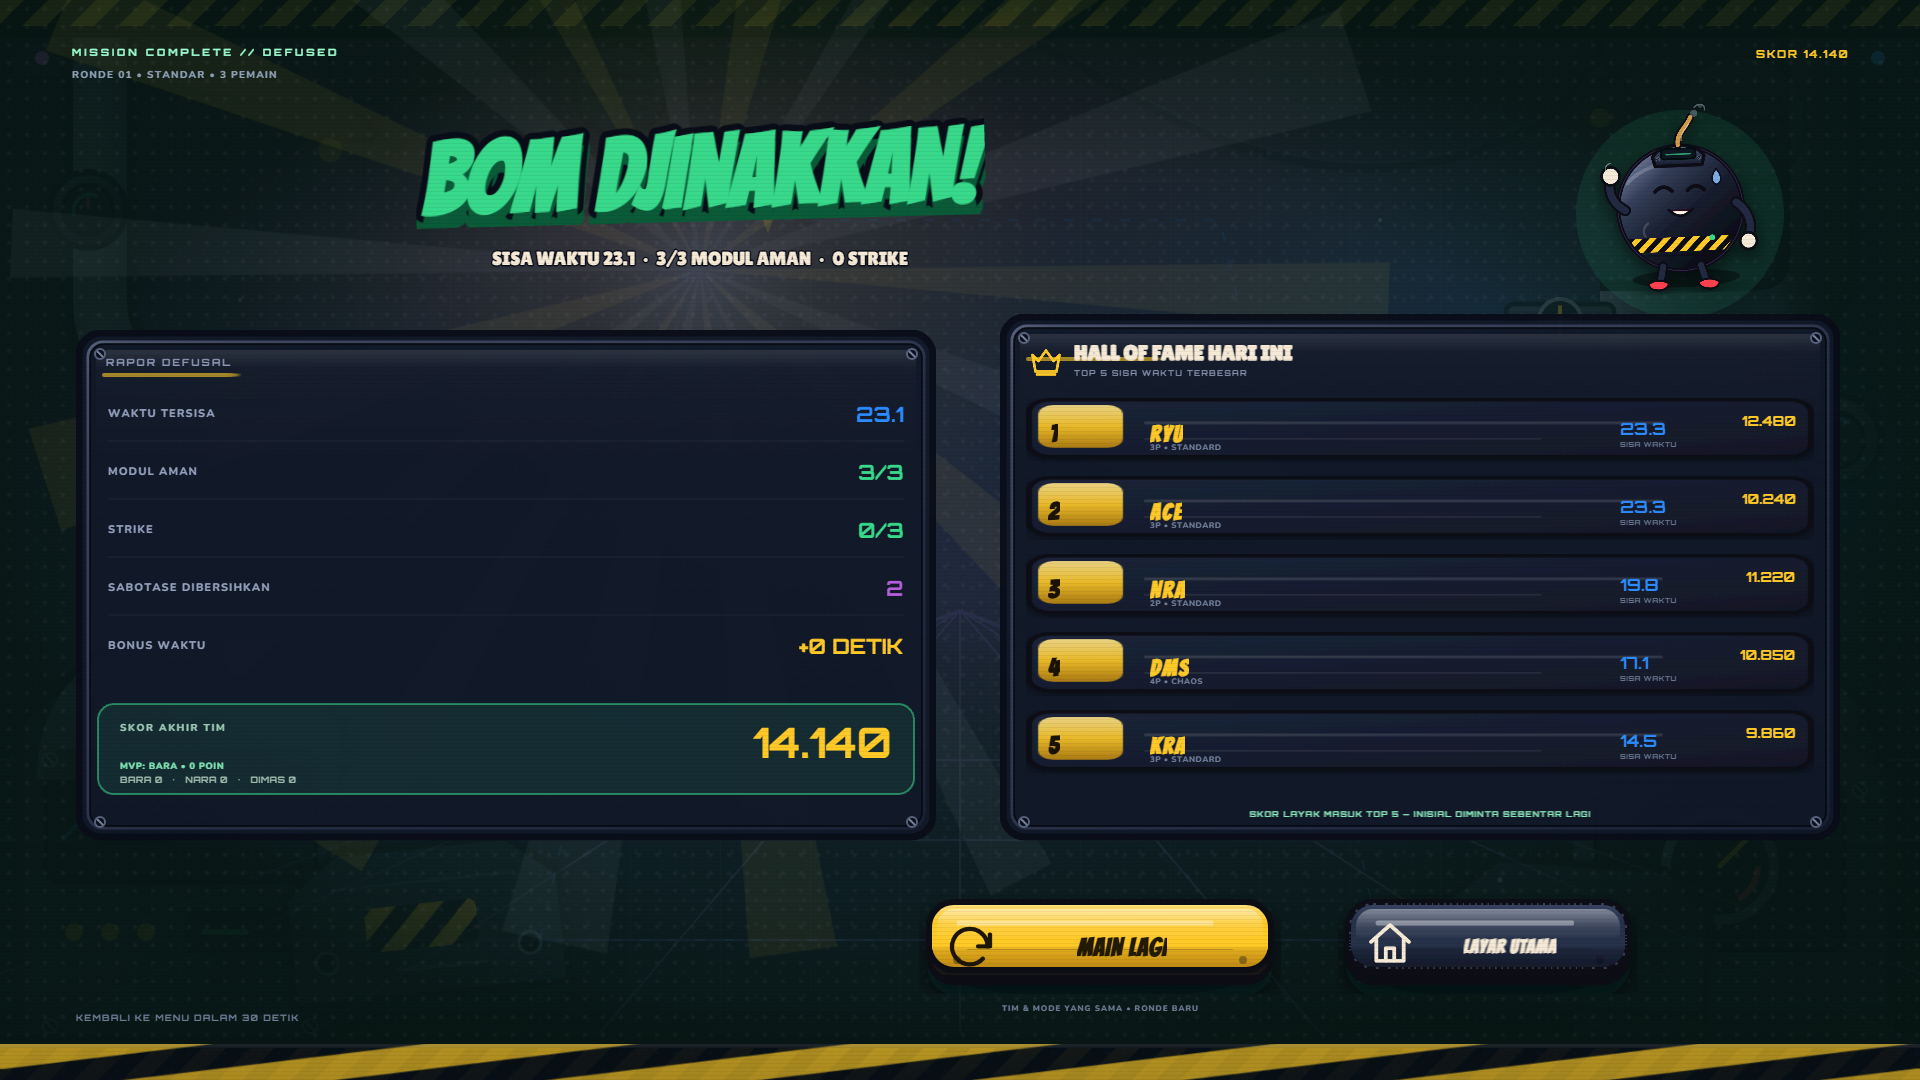 MISSION COMPLETE // DEFUSED
RONDE 01 • STANDAR • 3 PEMAIN
SKOR 14.140
BOM DJINAKKAN!
SISA WAKTU 23.1 · 3/3 MODUL AMAN · 0 STRIKE
RAPOR DEFUSAL
WAKTU TERSISA 23.1
MODUL AMAN 3/3
STRIKE 0/3
SABOTASE DIBERSIHKAN 2
BONUS WAKTU +0 DETIK
SKOR AKHIR TIM 14.140
MVP: BARA • 0 POIN
BARA 0 · NARA 0 · DIMAS 0
HALL OF FAME HARI INI
TOP 5 SISA WAKTU TERBESAR
1 RYU 23.3 12.480
3P • STANDARD SISA WAKTU
2 ACE 23.3 10.240
3P • STANDARD SISA WAKTU
3 NRA 19.8 11.220
2P • STANDARD SISA WAKTU
4 DMS 17.1 10.850
4P • CHAOS SISA WAKTU
5 KRA 14.5 9.860
3P • STANDARD SISA WAKTU
SKOR LAYAK MASUK TOP 5 – INISIAL DIMINTA SEBENTAR LAGI
MAIN LAGI
LAYAR UTAMA
TIM & MODE YANG SAMA • RONDE BARU
KEMBALI KE MENU DALAM 30 DETIK